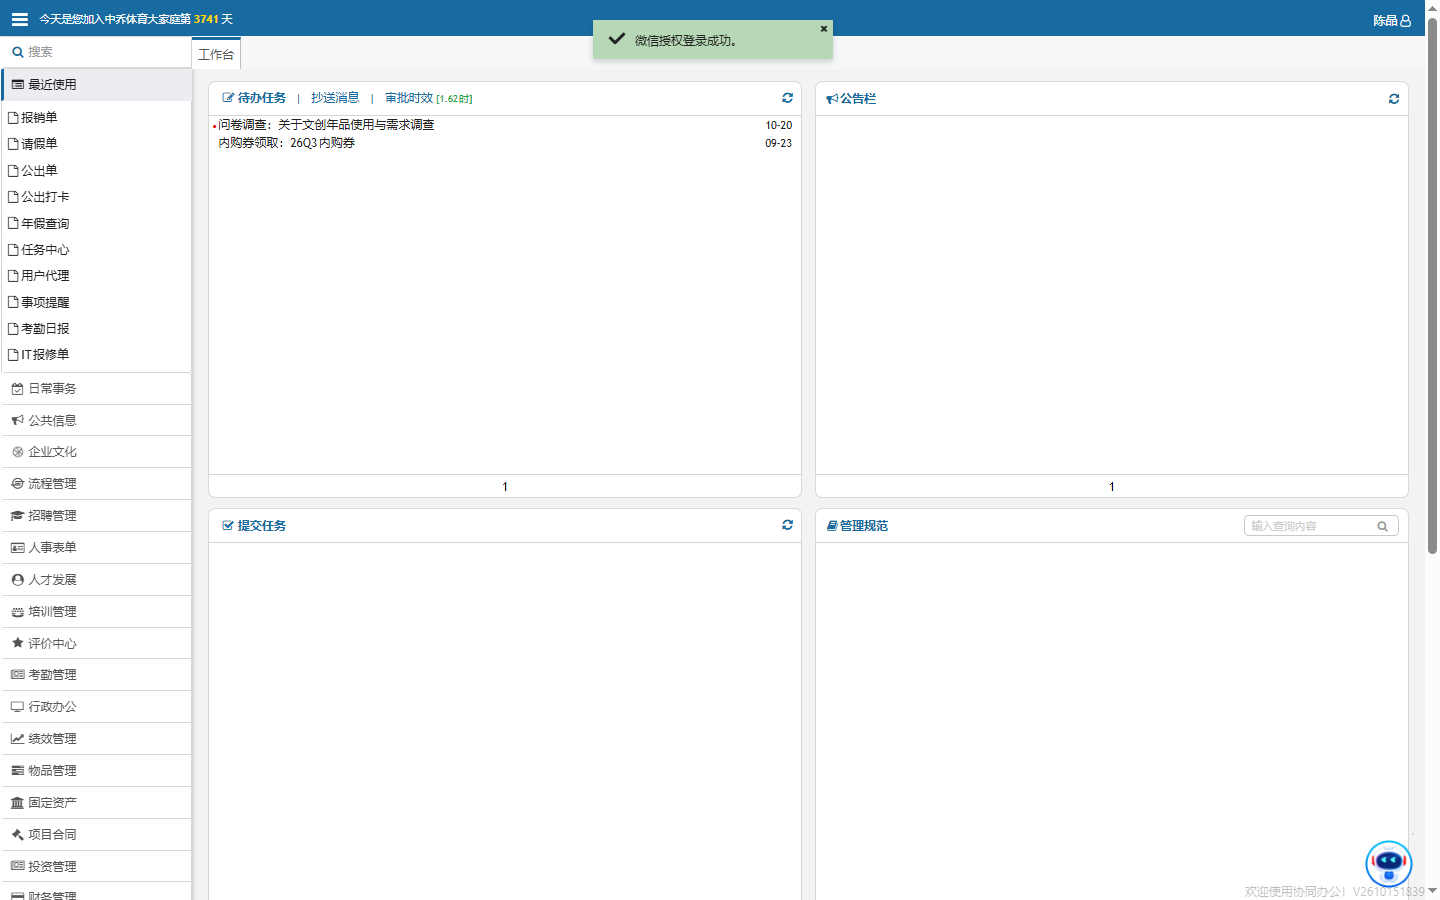 今天是您加入中乔体育大家庭第 3741 天
陈晶
微信授权登录成功。
搜索
工作台
最近使用
报销单
请假单
公出单
公出打卡
年假查询
任务中心
用户代理
事项提醒
考勤日报
IT报修单
日常事务
公共信息
企业文化
流程管理
招聘管理
人事表单
人才发展
培训管理
评价中心
考勤管理
行政办公
绩效管理
物品管理
固定资产
项目合同
投资管理
财务管理
待办任务 | 抄送消息 | 审批时效 [1.62时]
问卷调查：关于文创年品使用与需求调查 10-20
内购券领取：26Q3内购券 09-23
1
公告栏
1
提交任务
管理规范
输入查询内容
欢迎使用协同办公！V2610151839